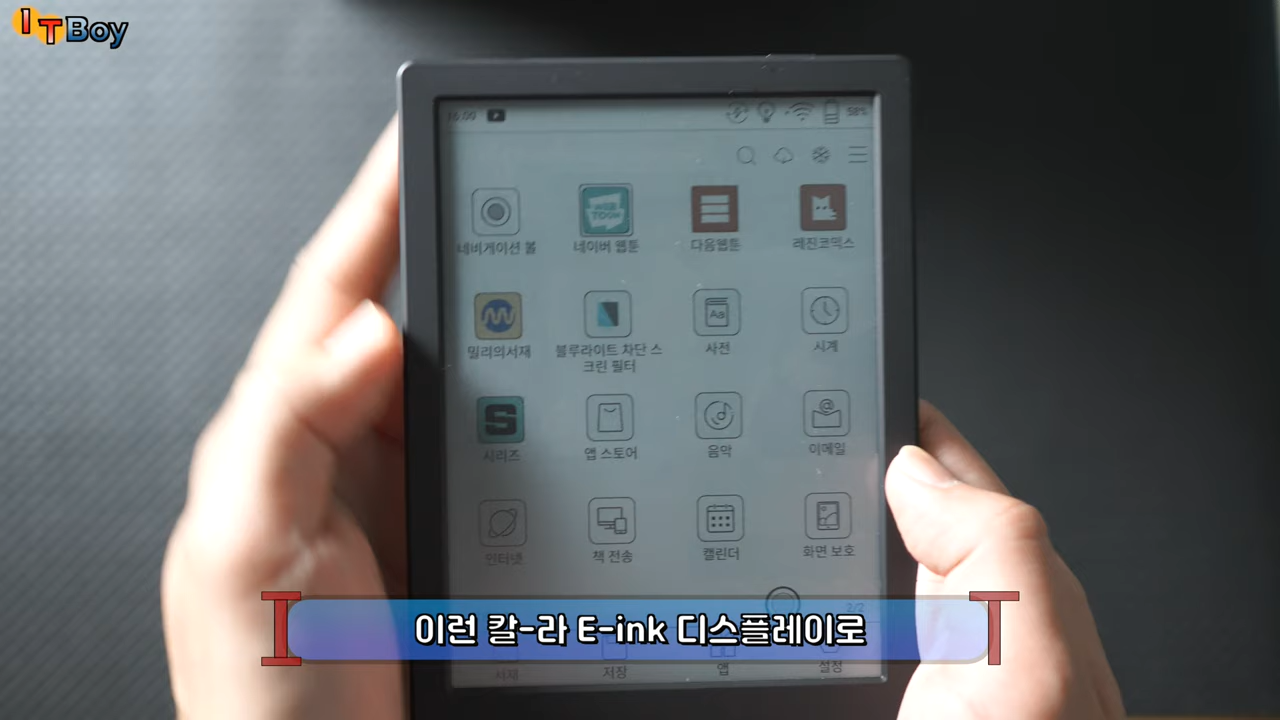 ITBoy
58%
네비게이션 볼
WEB TOON
네이버 웹툰
다음웹툰
레진코믹스
밀리의서재
블루라이트 차단 스
크린 필터
Aa
사전
시계
S
시리즈
앱 스토어
음악
@
이메일
인터넷
책 전송
캘린더
화면 보호
2/2
I 이런 칼-라 E-ink 디스플레이로 T
서재
저장
앱
설정